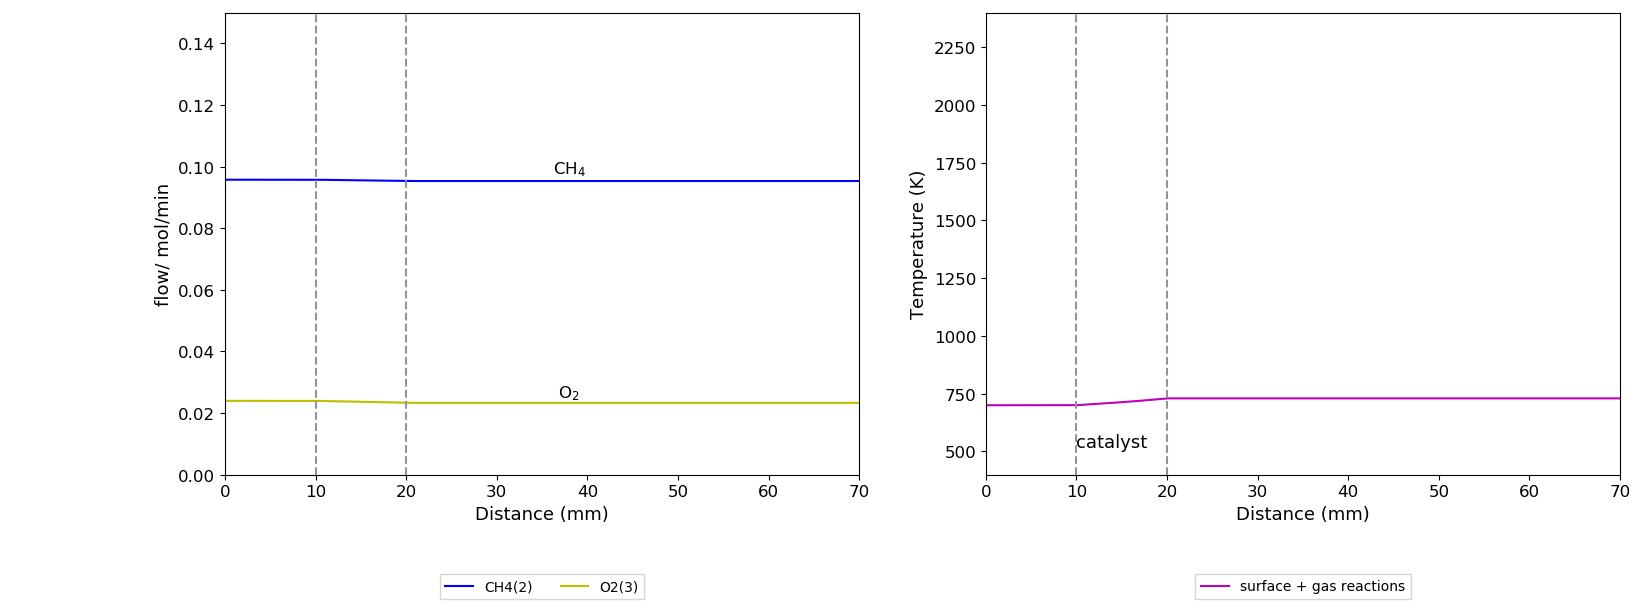 0.14
0.12
0.10
0.08
0.06
0.04
0.02
0.00
flow/ mol/min
CH₄
O₂
0 10 20 30 40 50 60 70
Distance (mm)
CH4(2) O2(3)
2250
2000
1750
1500
1250
1000
750
500
Temperature (K)
catalyst
0 10 20 30 40 50 60 70
Distance (mm)
surface + gas reactions